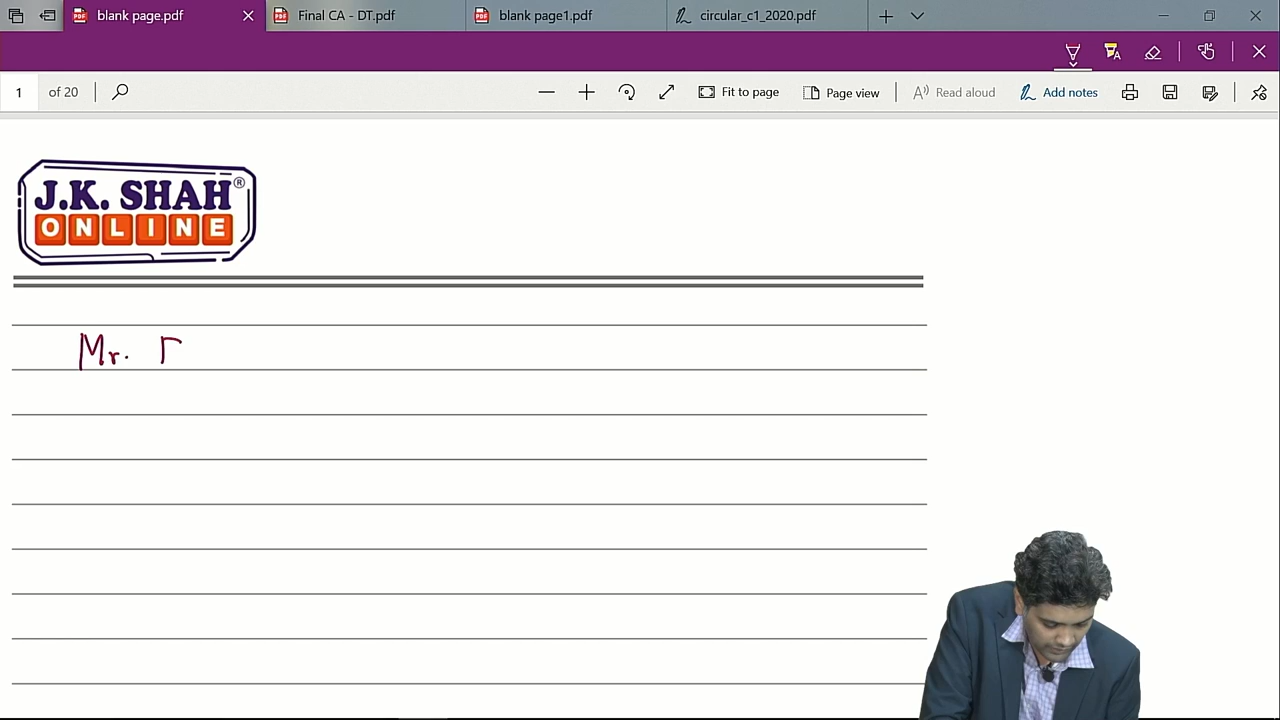 blank page.pdf
Final CA - DT.pdf
blank page1.pdf
circular_c1_2020.pdf
1 of 20
Fit to page
Page view
Read aloud
Add notes
J.K. SHAH®
ONLINE
Mr.